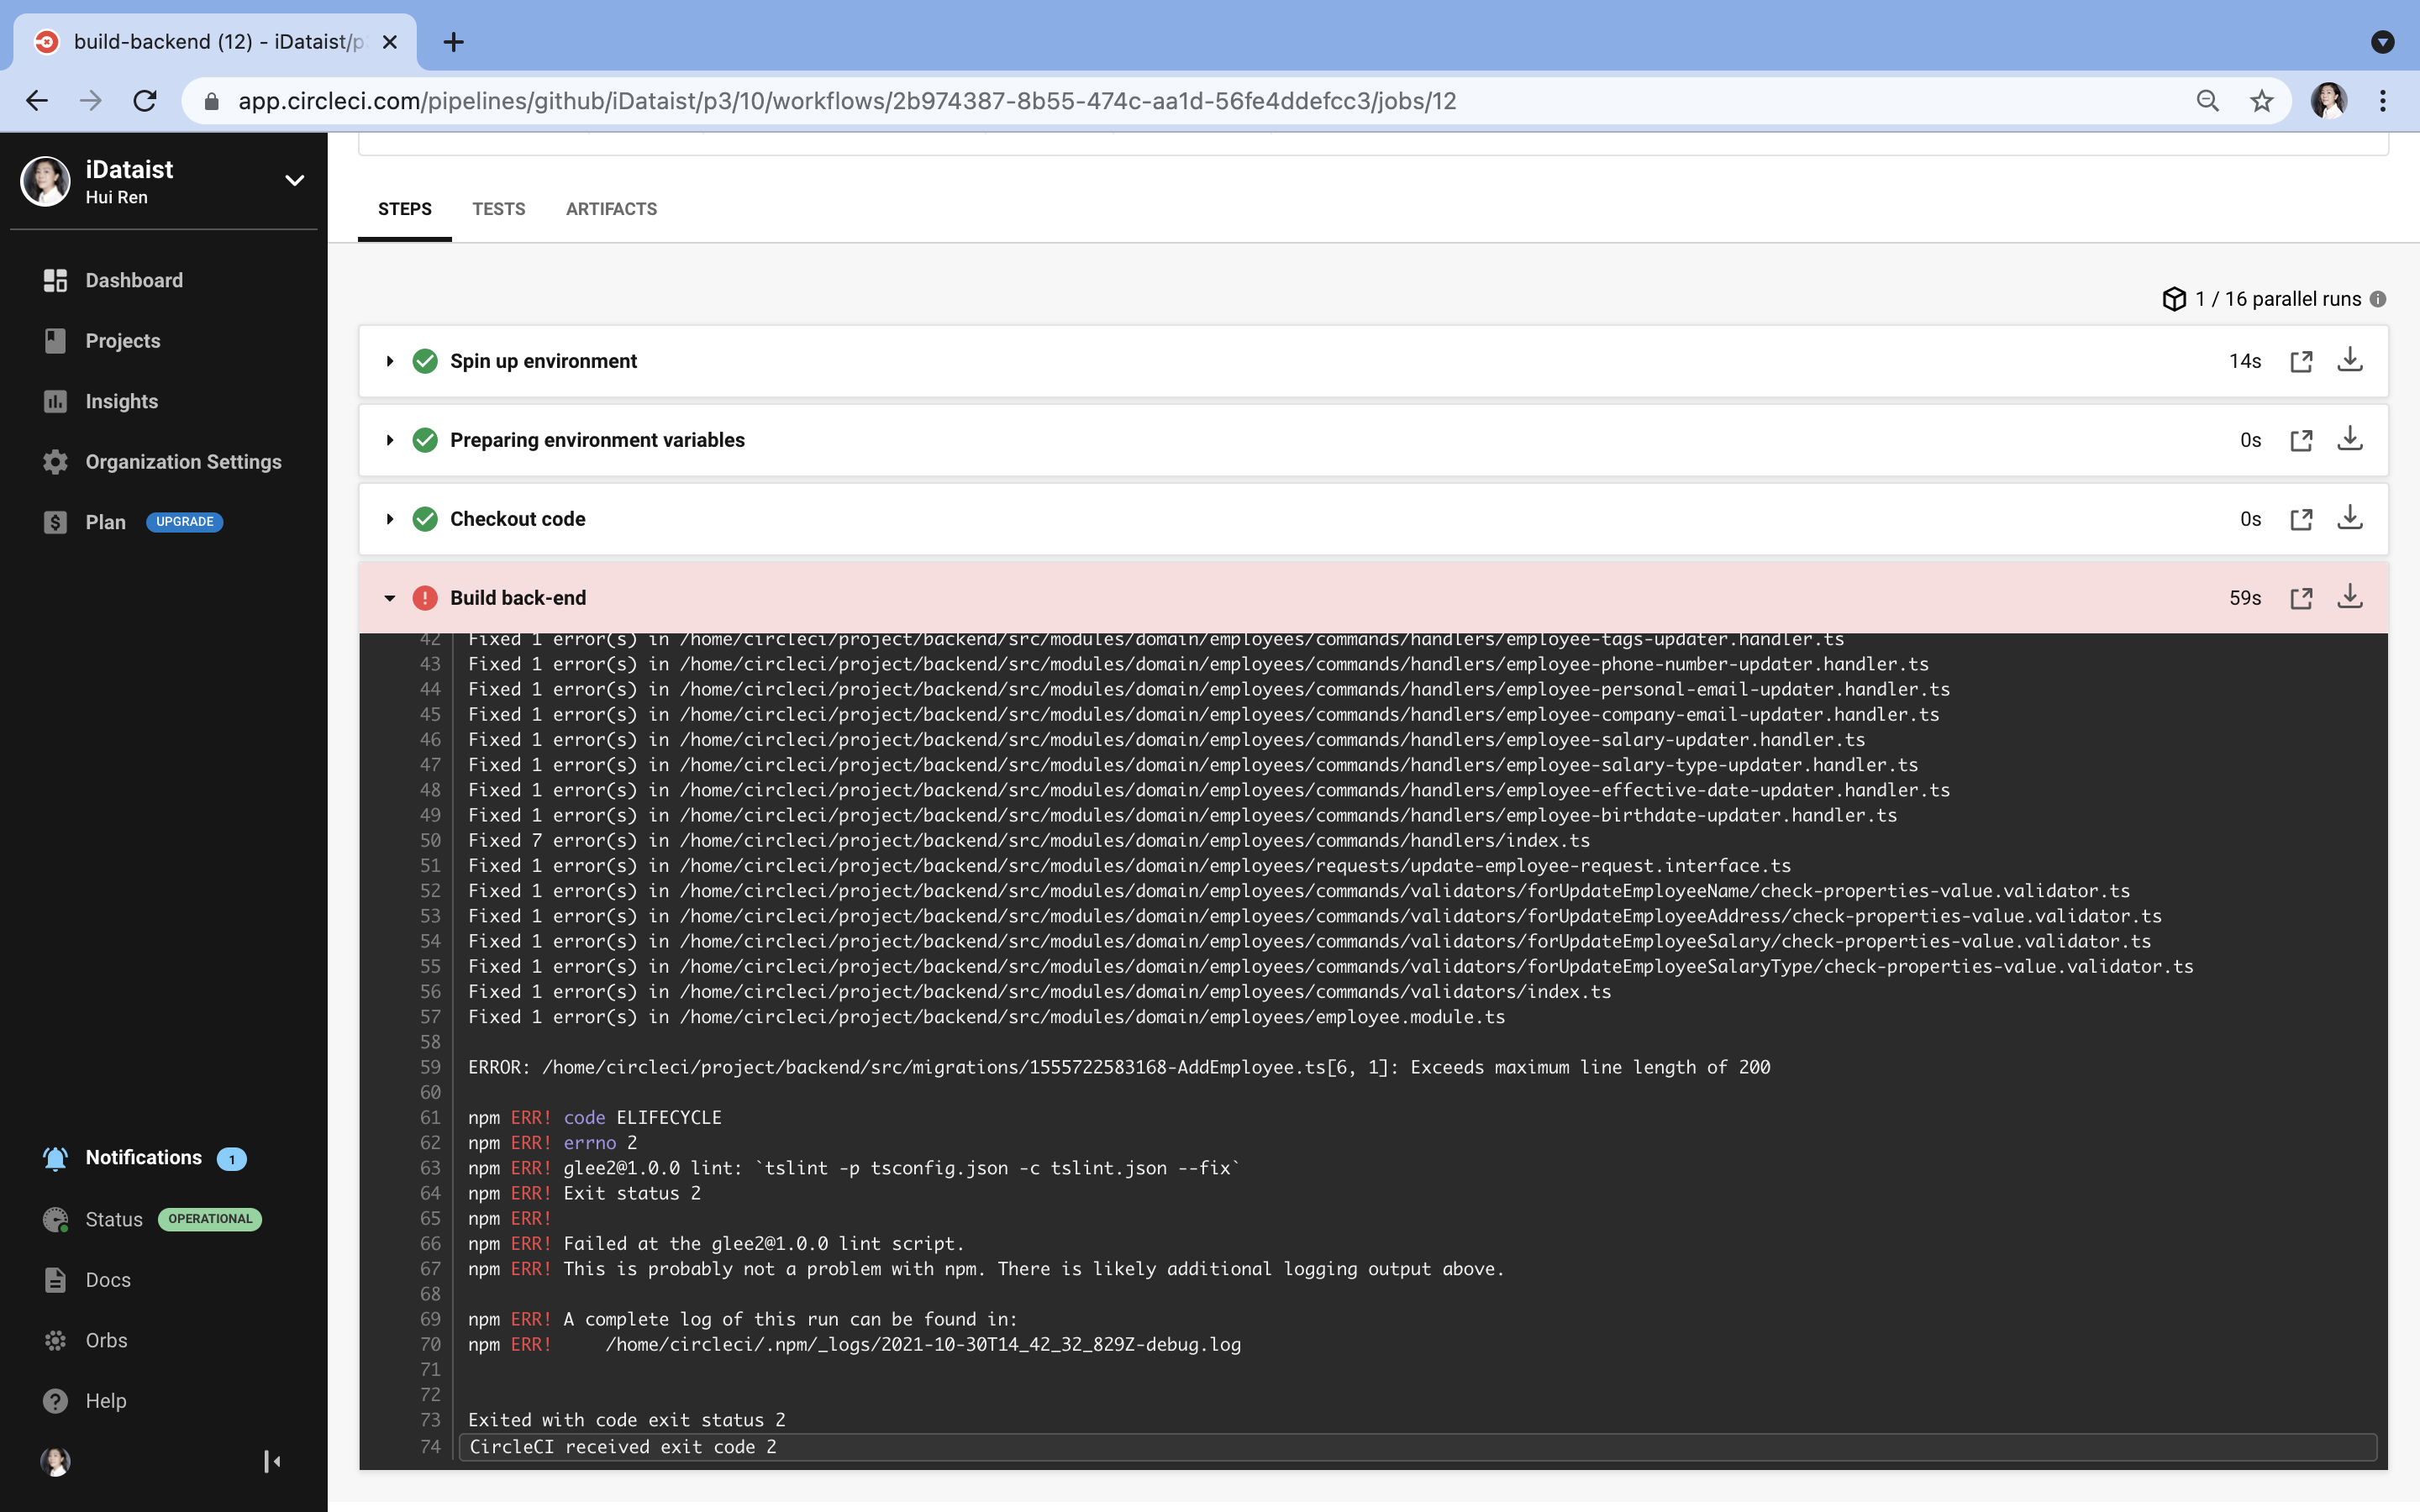 build-backend (12) - iDataist/p
app.circleci.com/pipelines/github/iDataist/p3/10/workflows/2b974387-8b55-474c-aa1d-56fe4ddefcc3/jobs/12
iDataist
Hui Ren
Dashboard
Projects
Insights
Organization Settings
Plan UPGRADE
Notifications 1
Status OPERATIONAL
Docs
Orbs
Help
STEPS TESTS ARTIFACTS
1 / 16 parallel runs
Spin up environment 14s
Preparing environment variables 0s
Checkout code 0s
Build back-end 59s
42 Fixed 1 error(s) in /home/circleci/project/backend/src/modules/domain/employees/commands/handlers/employee-tags-updater.handler.ts
43 Fixed 1 error(s) in /home/circleci/project/backend/src/modules/domain/employees/commands/handlers/employee-phone-number-updater.handler.ts
44 Fixed 1 error(s) in /home/circleci/project/backend/src/modules/domain/employees/commands/handlers/employee-personal-email-updater.handler.ts
45 Fixed 1 error(s) in /home/circleci/project/backend/src/modules/domain/employees/commands/handlers/employee-company-email-updater.handler.ts
46 Fixed 1 error(s) in /home/circleci/project/backend/src/modules/domain/employees/commands/handlers/employee-salary-updater.handler.ts
47 Fixed 1 error(s) in /home/circleci/project/backend/src/modules/domain/employees/commands/handlers/employee-salary-type-updater.handler.ts
48 Fixed 1 error(s) in /home/circleci/project/backend/src/modules/domain/employees/commands/handlers/employee-effective-date-updater.handler.ts
49 Fixed 1 error(s) in /home/circleci/project/backend/src/modules/domain/employees/commands/handlers/employee-birthdate-updater.handler.ts
50 Fixed 7 error(s) in /home/circleci/project/backend/src/modules/domain/employees/commands/handlers/index.ts
51 Fixed 1 error(s) in /home/circleci/project/backend/src/modules/domain/employees/requests/update-employee-request.interface.ts
52 Fixed 1 error(s) in /home/circleci/project/backend/src/modules/domain/employees/commands/validators/forUpdateEmployeeName/check-properties-value.validator.ts
53 Fixed 1 error(s) in /home/circleci/project/backend/src/modules/domain/employees/commands/validators/forUpdateEmployeeAddress/check-properties-value.validator.ts
54 Fixed 1 error(s) in /home/circleci/project/backend/src/modules/domain/employees/commands/validators/forUpdateEmployeeSalary/check-properties-value.validator.ts
55 Fixed 1 error(s) in /home/circleci/project/backend/src/modules/domain/employees/commands/validators/forUpdateEmployeeSalaryType/check-properties-value.validator.ts
56 Fixed 1 error(s) in /home/circleci/project/backend/src/modules/domain/employees/commands/validators/index.ts
57 Fixed 1 error(s) in /home/circleci/project/backend/src/modules/domain/employees/employee.module.ts
58
59 ERROR: /home/circleci/project/backend/src/migrations/1555722583168-AddEmployee.ts[6, 1]: Exceeds maximum line length of 200
60
61 npm ERR! code ELIFECYCLE
62 npm ERR! errno 2
63 npm ERR! glee2@1.0.0 lint: `tslint -p tsconfig.json -c tslint.json --fix`
64 npm ERR! Exit status 2
65 npm ERR!
66 npm ERR! Failed at the glee2@1.0.0 lint script.
67 npm ERR! This is probably not a problem with npm. There is likely additional logging output above.
68
69 npm ERR! A complete log of this run can be found in:
70 npm ERR!     /home/circleci/.npm/_logs/2021-10-30T14_42_32_829Z-debug.log
71
72
73 Exited with code exit status 2
74 CircleCI received exit code 2